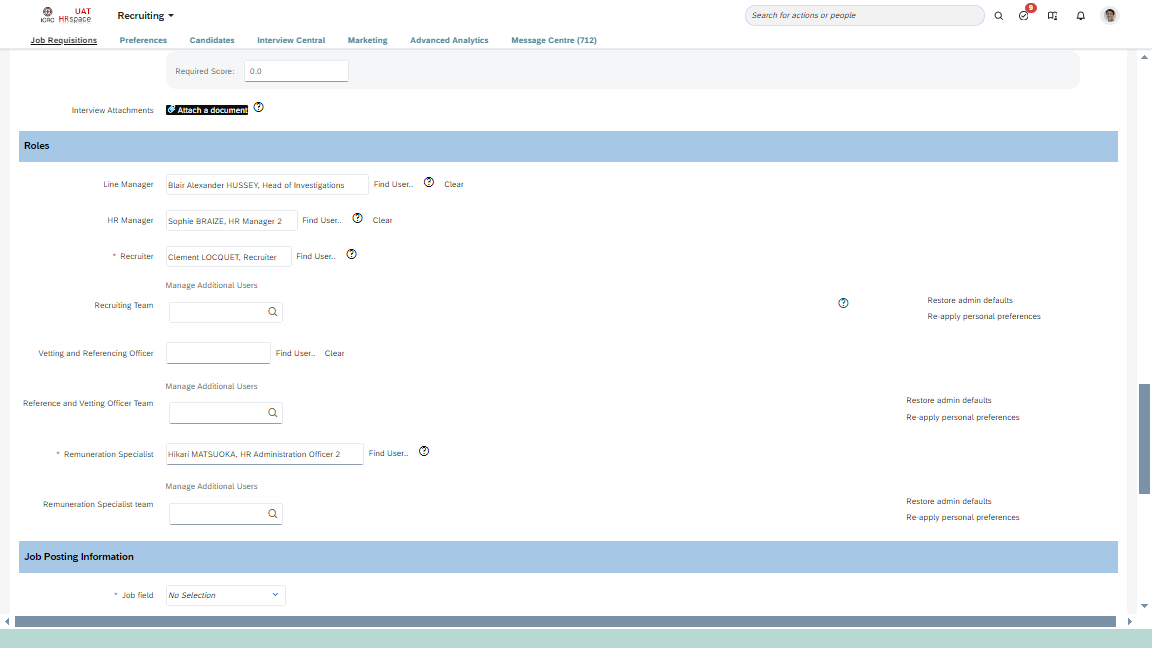 ICRC UAT HRspace
Recruiting
Search for actions or people
9
Job Requisitions Preferences Candidates Interview Central Marketing Advanced Analytics Message Centre (712)
Required Score: 0.0
Interview Attachments Attach a document
Roles
Line Manager Blair Alexander HUSSEY, Head of Investigations Find User.. Clear
HR Manager Sophie BRAIZE, HR Manager 2 Find User.. Clear
* Recruiter Clement LOCQUET, Recruiter Find User..
Manage Additional Users
Recruiting Team
Restore admin defaults
Re-apply personal preferences
Vetting and Referencing Officer Find User.. Clear
Manage Additional Users
Reference and Vetting Officer Team
Restore admin defaults
Re-apply personal preferences
* Remuneration Specialist Hikari MATSUOKA, HR Administration Officer 2 Find User..
Manage Additional Users
Remuneration Specialist team
Restore admin defaults
Re-apply personal preferences
Job Posting Information
* Job field No Selection